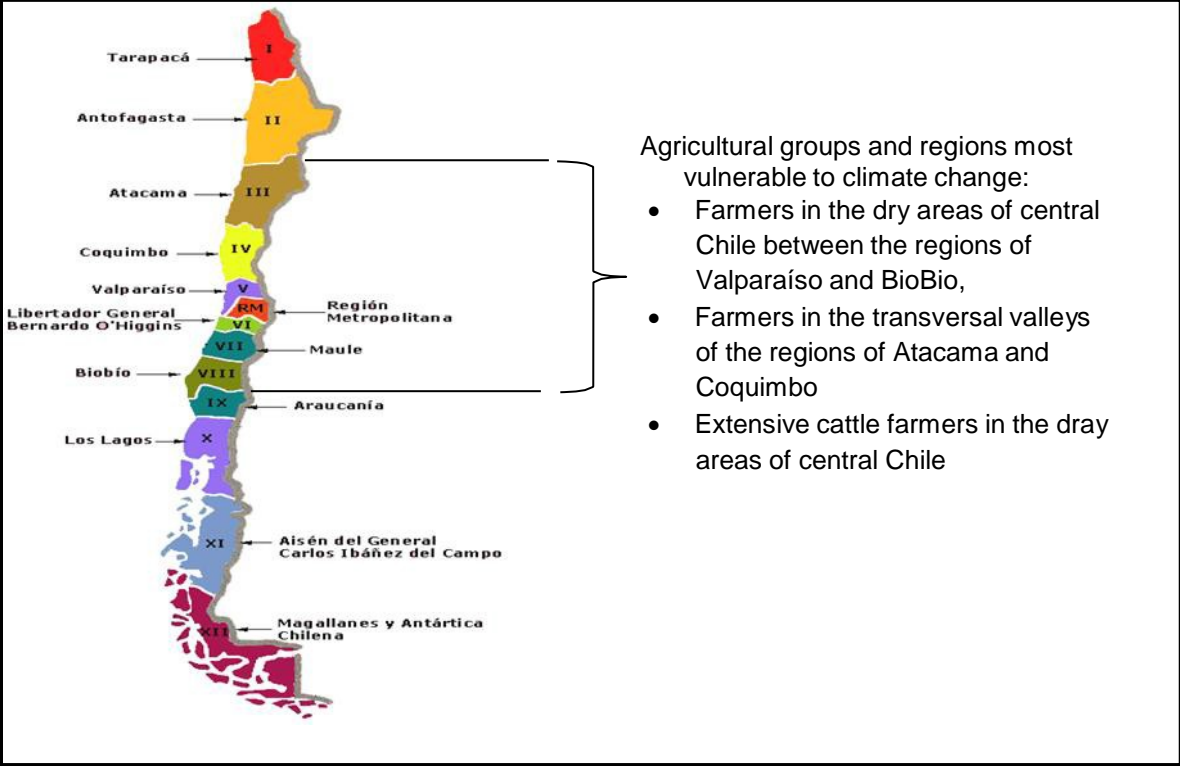 Tarapacá
I
Antofagasta
II
Atacama
III
Coquimbo
IV
Valparaíso
V
RM
Región
Metropolitana
Libertador General
Bernardo O'Higgins
VI
VII
Maule
Biobío
VIII
IX
Araucanía
Los Lagos
X
XI
Aisén del General
Carlos Ibáñez del Campo
XII
Magallanes y Antártica
Chilena
Agricultural groups and regions most
vulnerable to climate change:
• Farmers in the dry areas of central
Chile between the regions of
Valparaíso and BioBio,
• Farmers in the transversal valleys
of the regions of Atacama and
Coquimbo
• Extensive cattle farmers in the dray
areas of central Chile